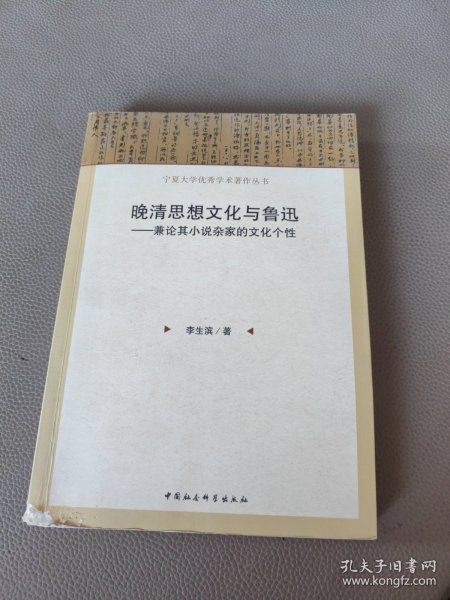 宁夏大学优秀学术著作丛书
晚清思想文化与鲁迅
——兼论其小说杂家的文化个性
李生滨/著
中国社会科学出版社
孔夫子旧书网
www.kongfz.com